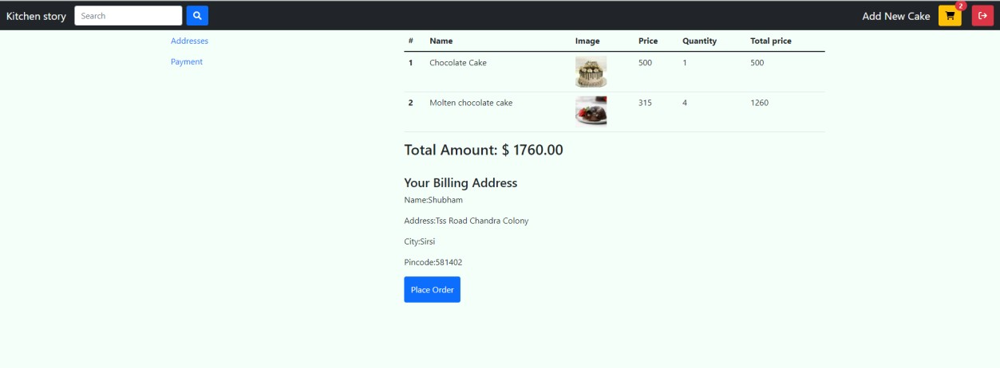 Kitchen story Search Add New Cake 2
Addresses
Payment
# Name Image Price Quantity Total price
1 Chocolate Cake 500 1 500
2 Molten chocolate cake 315 4 1260
Total Amount: $ 1760.00
Your Billing Address
Name:Shubham
Address:Tss Road Chandra Colony
City:Sirsi
Pincode:581402
Place Order